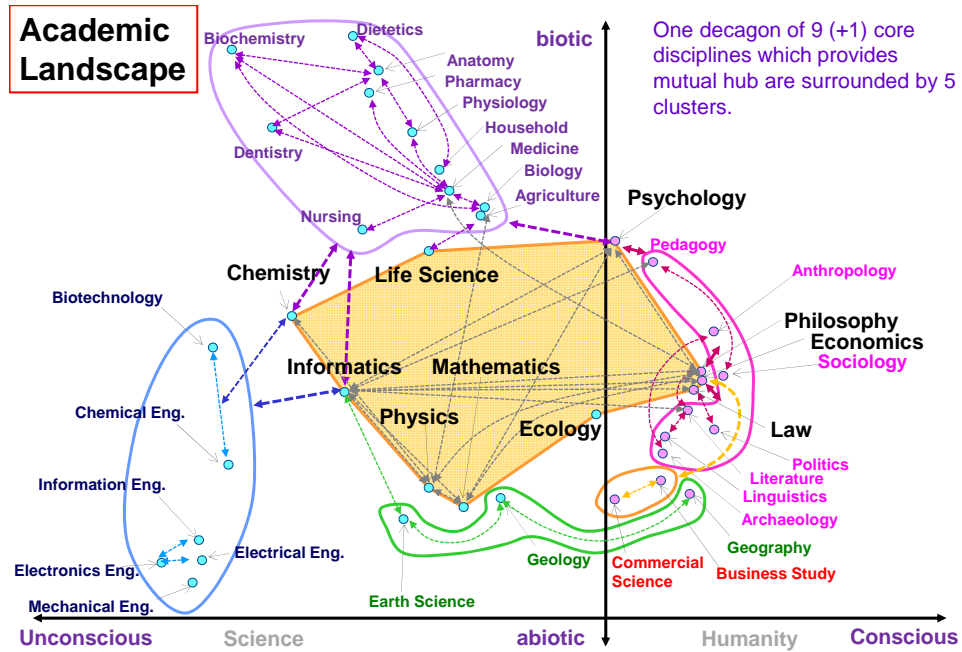 Academic
Landscape
biotic
One decagon of 9 (+1) core
disciplines which provides
mutual hub are surrounded by 5
clusters.
Dietetics
Biochemistry
Anatomy
Pharmacy
Physiology
Household
Medicine
Dentistry
Biology
Agriculture
Nursing
Psychology
Pedagogy
Chemistry
Life Science
Anthropology
Biotechnology
Philosophy
Economics
Sociology
Informatics
Mathematics
Chemical Eng.
Physics
Ecology
Law
Politics
Literature
Linguistics
Information Eng.
Archaeology
Electrical Eng.
Geology
Geography
Electronics Eng.
Commercial
Science
Business Study
Mechanical Eng.
Earth Science
Unconscious
Science
abiotic
Humanity
Conscious